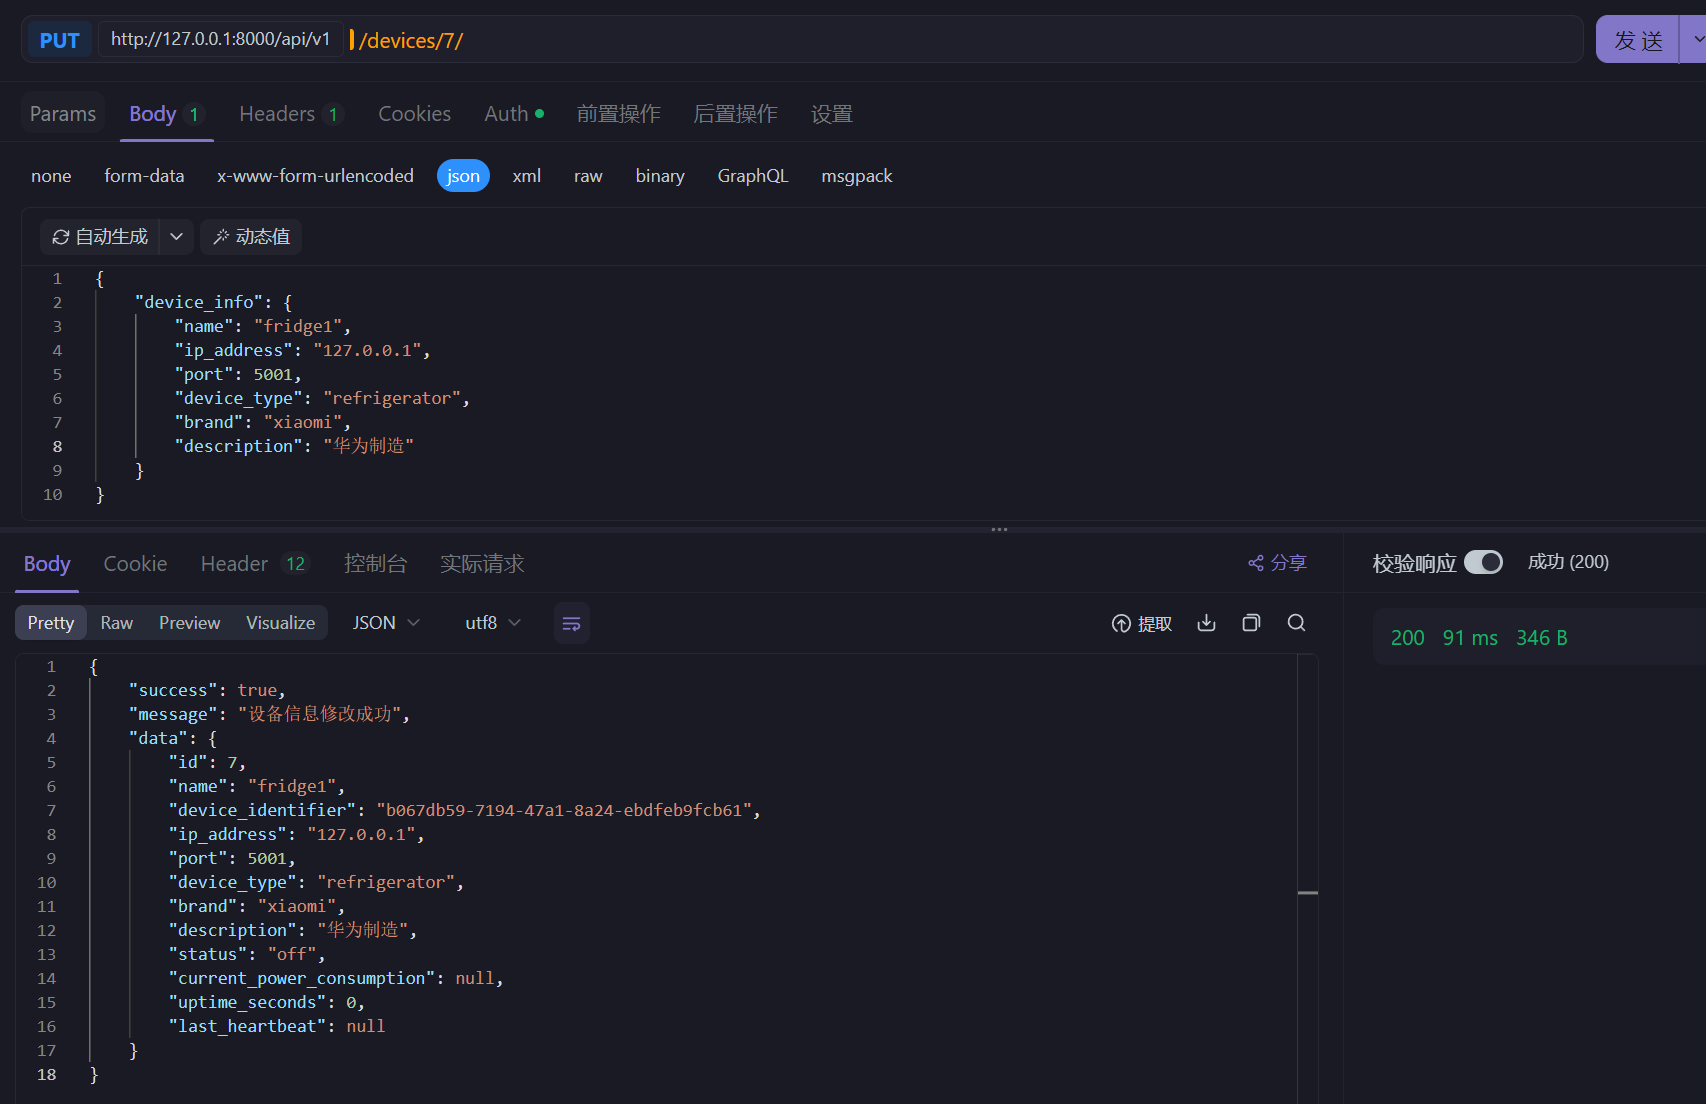 PUT http://127.0.0.1:8000/api/v1 /devices/7/ 发 送
Params Body 1 Headers 1 Cookies Auth 前置操作 后置操作 设置
none form-data x-www-form-urlencoded json xml raw binary GraphQL msgpack
自动生成 动态值
1 {
2 "device_info": {
3 "name": "fridge1",
4 "ip_address": "127.0.0.1",
5 "port": 5001,
6 "device_type": "refrigerator",
7 "brand": "xiaomi",
8 "description": "华为制造"
9 }
10 }
Body Cookie Header 12 控制台 实际请求 分享 校验响应 成功 (200)
Pretty Raw Preview Visualize JSON utf8 提取
200 91 ms 346 B
1 {
2 "success": true,
3 "message": "设备信息修改成功",
4 "data": {
5 "id": 7,
6 "name": "fridge1",
7 "device_identifier": "b067db59-7194-47a1-8a24-ebdfeb9fcb61",
8 "ip_address": "127.0.0.1",
9 "port": 5001,
10 "device_type": "refrigerator",
11 "brand": "xiaomi",
12 "description": "华为制造",
13 "status": "off",
14 "current_power_consumption": null,
15 "uptime_seconds": 0,
16 "last_heartbeat": null
17 }
18 }